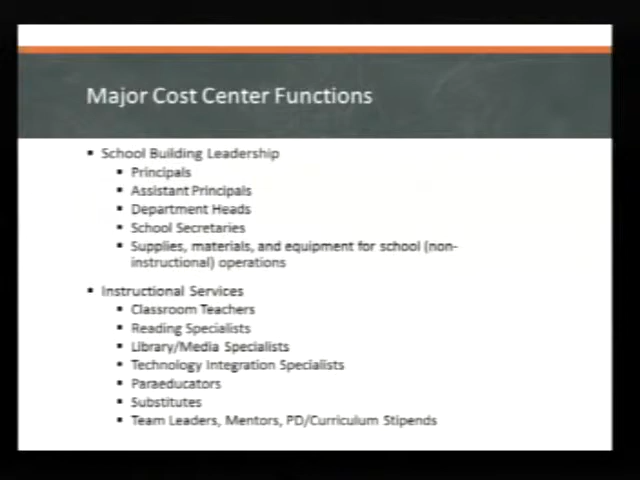 Major Cost Center Functions
▪ School Building Leadership
▪ Principals
▪ Assistant Principals
▪ Department Heads
▪ School Secretaries
▪ Supplies, materials, and equipment for school (non-
instructional) operations
▪ Instructional Services
▪ Classroom Teachers
▪ Reading Specialists
▪ Library/Media Specialists
▪ Technology Integration Specialists
▪ Paraeducators
▪ Substitutes
▪ Team Leaders, Mentors, PD/Curriculum Stipends